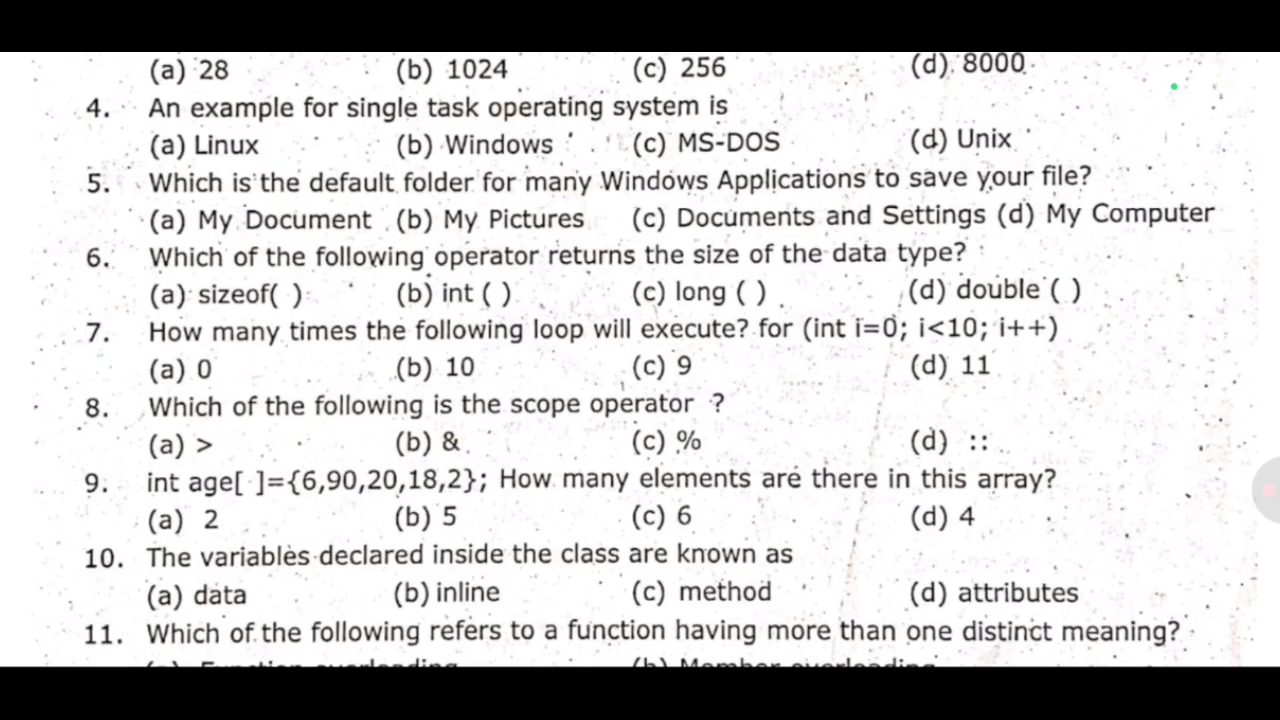 (a) 28 (b) 1024 (c) 256 (d) 8000
4. An example for single task operating system is
(a) Linux (b) Windows (c) MS-DOS (d) Unix
5. Which is the default folder for many Windows Applications to save your file?
(a) My Document (b) My Pictures (c) Documents and Settings (d) My Computer
6. Which of the following operator returns the size of the data type?
(a) sizeof( ) (b) int ( ) (c) long ( ) (d) double ( )
7. How many times the following loop will execute? for (int i=0; i<10; i++)
(a) 0 (b) 10 (c) 9 (d) 11
8. Which of the following is the scope operator ?
(a) > (b) & (c) % (d) ::
9. int age[ ]={6,90,20,18,2}; How many elements are there in this array?
(a) 2 (b) 5 (c) 6 (d) 4
10. The variables declared inside the class are known as
(a) data (b) inline (c) method (d) attributes
11. Which of the following refers to a function having more than one distinct meaning?
(a) Function overloading (b) Member overloading